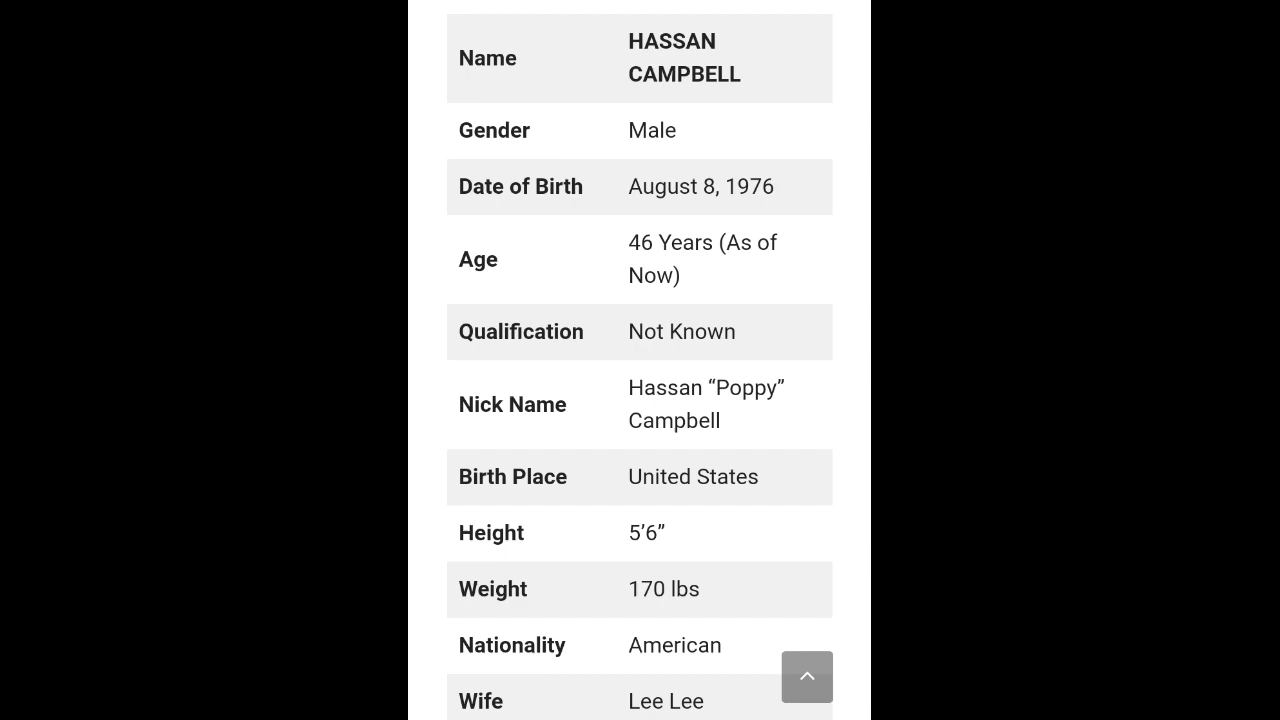 Name
HASSAN
CAMPBELL
Gender
Male
Date of Birth
August 8, 1976
Age
46 Years (As of
Now)
Qualification
Not Known
Nick Name
Hassan “Poppy”
Campbell
Birth Place
United States
Height
5’6”
Weight
170 lbs
Nationality
American
Wife
Lee Lee